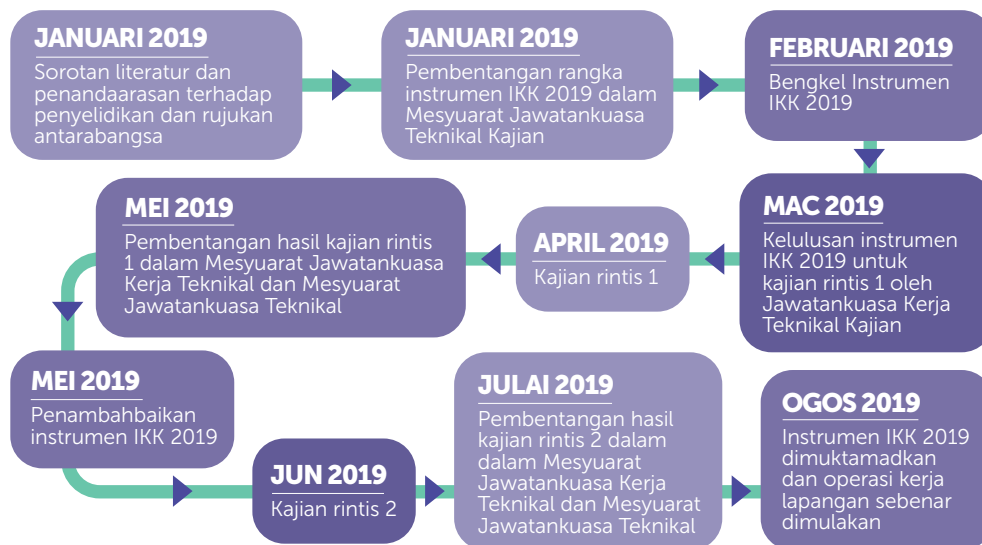 JANUARI 2019
Sorotan literatur dan
penandaarasan terhadap
penyelidikan dan rujukan
antarabangsa
JANUARI 2019
Pembentangan rangka
instrumen IKK 2019 dalam
Mesyuarat Jawatankuasa
Teknikal Kajian
FEBRUARI 2019
Bengkel Instrumen
IKK 2019
MAC 2019
Kelulusan instrumen
IKK 2019 untuk
kajian rintis 1 oleh
Jawatankuasa Kerja
Teknikal Kajian
APRIL 2019
Kajian rintis 1
MEI 2019
Pembentangan hasil kajian rintis
1 dalam Mesyuarat Jawatankuasa
Kerja Teknikal dan Mesyuarat
Jawatankuasa Teknikal
MEI 2019
Penambahbaikan
instrumen IKK 2019
JUN 2019
Kajian rintis 2
JULAI 2019
Pembentangan hasil
kajian rintis 2 dalam
dalam Mesyuarat
Jawatankuasa Kerja
Teknikal dan Mesyuarat
Jawatankuasa Teknikal
OGOS 2019
Instrumen IKK 2019
dimuktamadkan
dan operasi kerja
lapangan sebenar
dimulakan